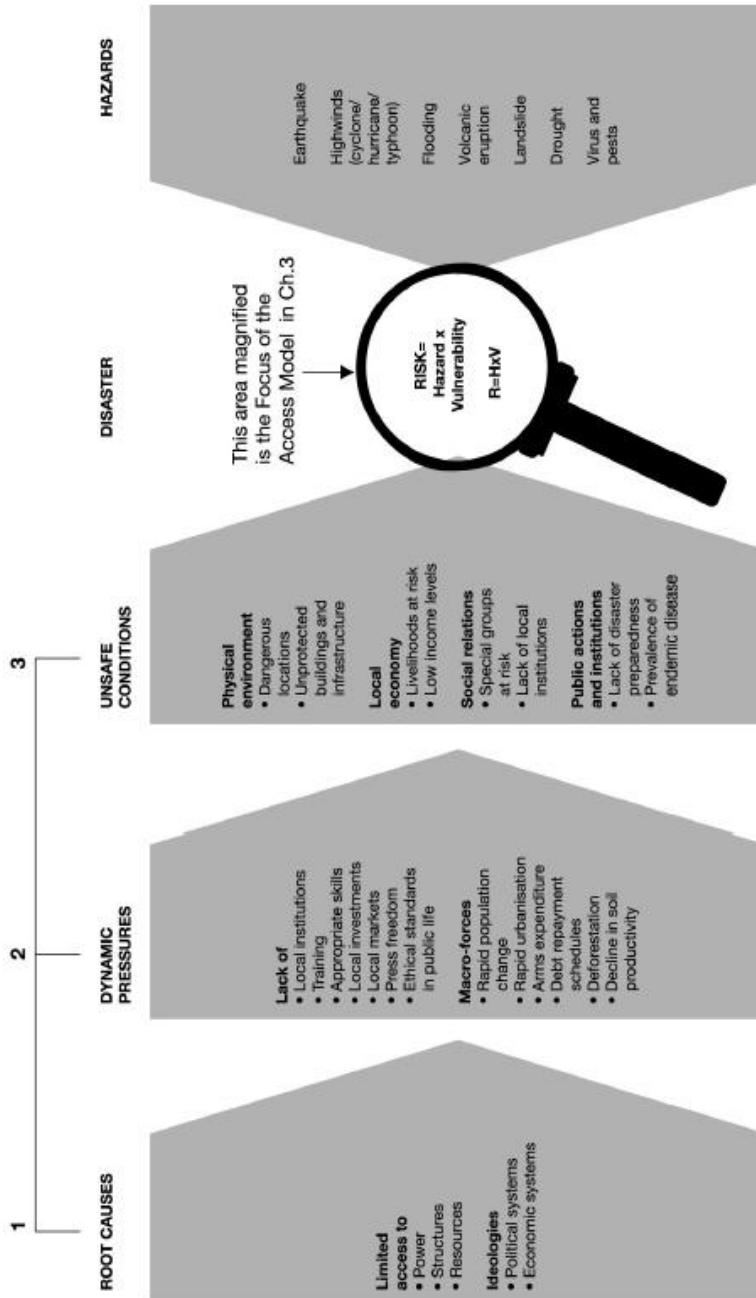 1
2
3
ROOT CAUSES
Limited
access to
• Power
• Structures
• Resources
Ideologies
• Political systems
• Economic systems
DYNAMIC
PRESSURES
Lack of
• Local institutions
• Training
• Appropriate skills
• Local investments
• Local markets
• Press freedom
• Ethical standards
in public life
Macro-forces
• Rapid population
change
• Rapid urbanisation
• Arms expenditure
• Debt repayment
schedules
• Deforestation
• Decline in soil
productivity
UNSAFE
CONDITIONS
Physical
environment
• Dangerous
locations
• Unprotected
buildings and
infrastructure
Local
economy
• Livelihoods at risk
• Low income levels
Social relations
• Special groups
at risk
• Lack of local
institutions
Public actions
and institutions
• Lack of disaster
preparedness
• Prevalence of
endemic disease
DISASTER
This area magnified
is the Focus of the
Access Model in Ch.3
RISK=
Hazard x
Vulnerability
R=HxV
HAZARDS
Earthquake
Highwinds
(cyclone/
hurricane/
typhoon)
Flooding
Volcanic
eruption
Landslide
Drought
Virus and
pests